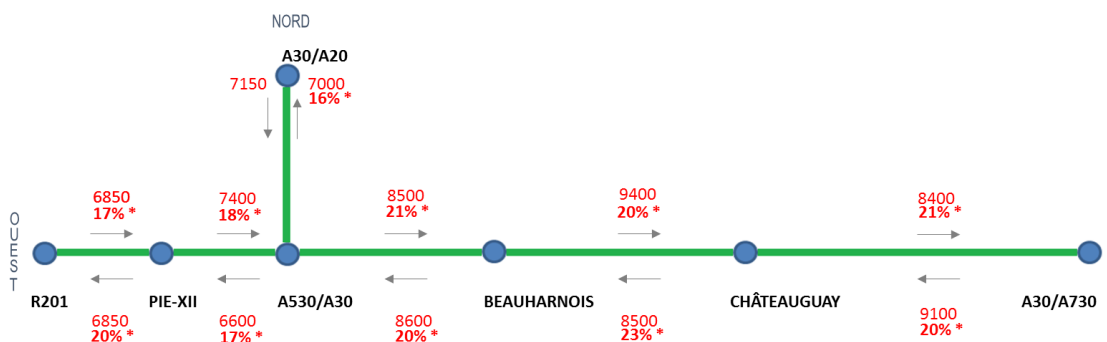 NORD
A30/A20
7150
7000
16% *
6850
17% *
7400
18% *
8500
21% *
9400
20% *
8400
21% *
OUEST
R201
PIE-XII
A530/A30
BEAUHARNOIS
CHÂTEAUGUAY
A30/A730
6850
20% *
6600
17% *
8600
20% *
8500
23% *
9100
20% *